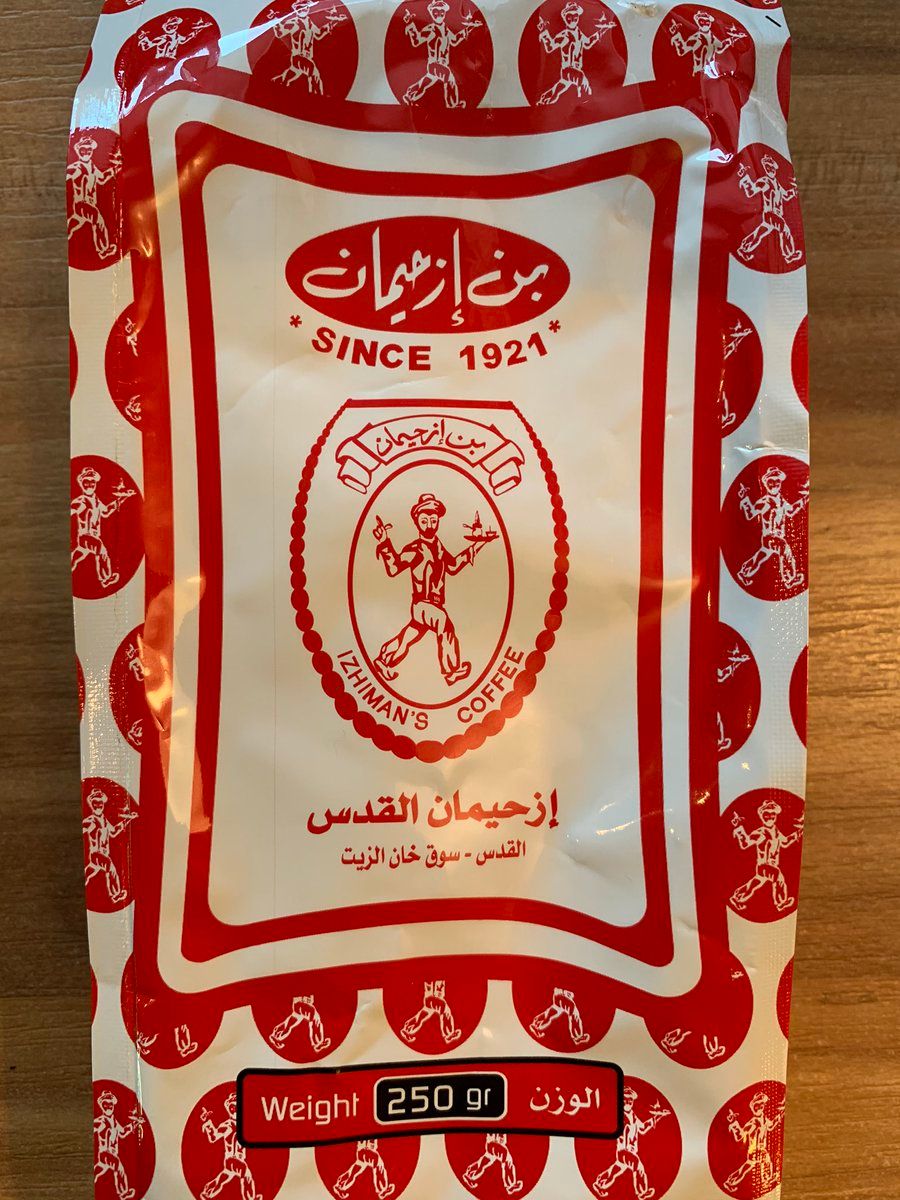 بن إزحيمان
* SINCE 1921 *
بن إزحيمان
IZHIMAN'S COFFEE
إزحيمان القدس
القدس - سوق خان الزيت
Weight 250 gr الوزن